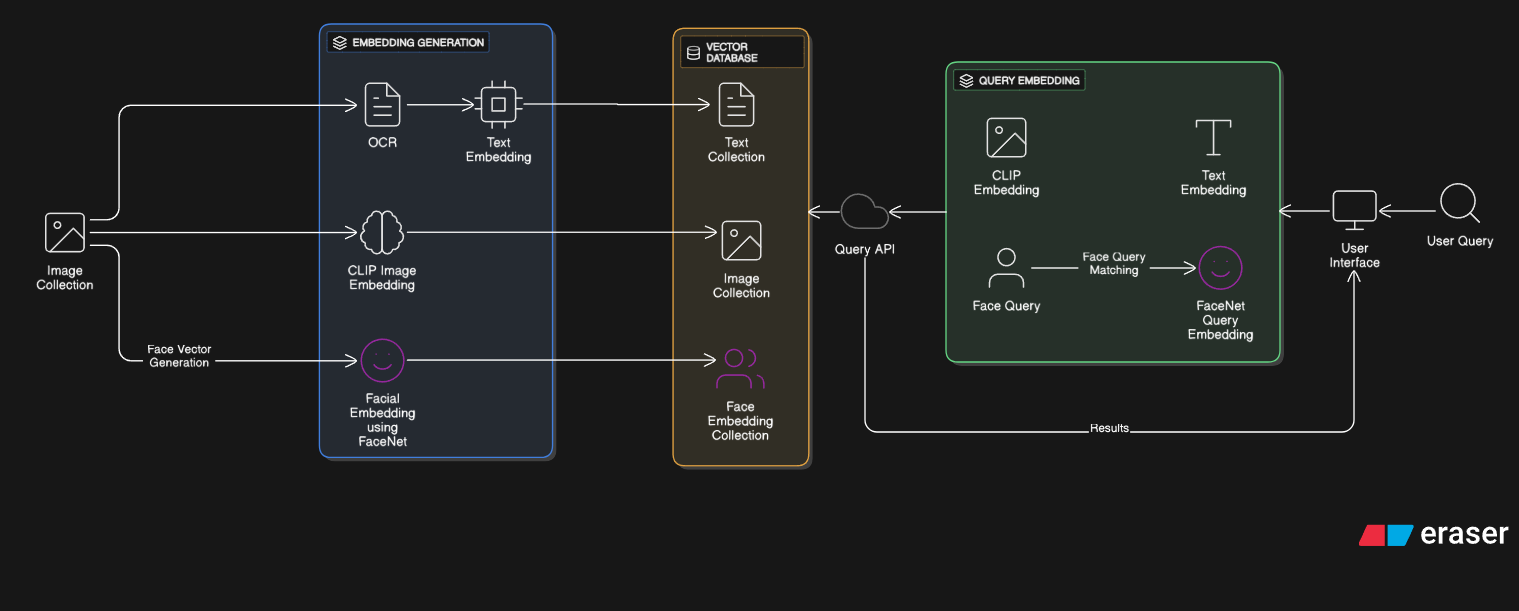 EMBEDDING GENERATION
OCR
Text
Embedding
CLIP Image
Embedding
Facial
Embedding
using
FaceNet
Image
Collection
Face Vector
Generation
VECTOR
DATABASE
Text
Collection
Image
Collection
Face
Embedding
Collection
Query API
QUERY EMBEDDING
CLIP
Embedding
Text
Embedding
Face Query
Face Query
Matching
FaceNet
Query
Embedding
User
Interface
User Query
Results
eraser